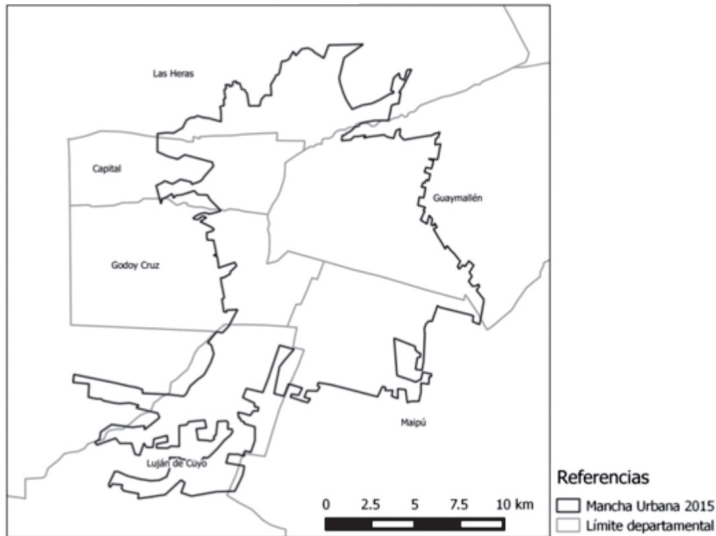 Las Heras
Capital
Guaymallén
Godoy Cruz
Maipú
Luján de Cuyo
0 2.5 5 7.5 10 km
Referencias
Mancha Urbana 2015
Límite departamental